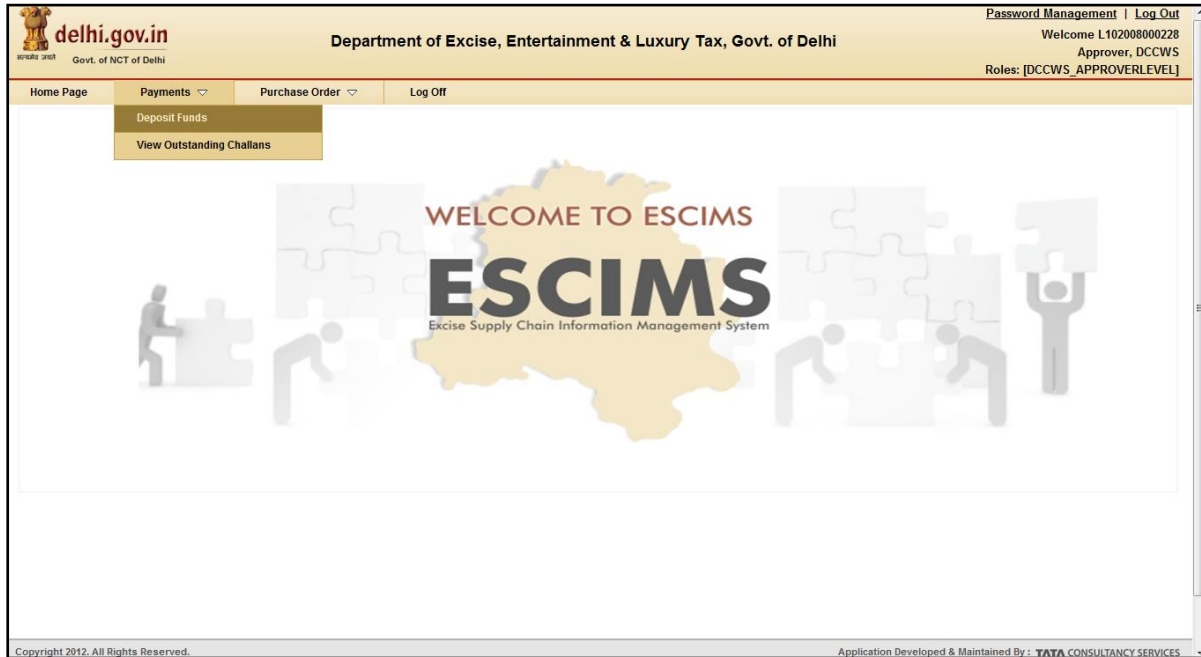 delhi.gov.in
Govt. of NCT of Delhi
सत्यमेव जयते
Department of Excise, Entertainment & Luxury Tax, Govt. of Delhi
Password Management | Log Out
Welcome L102008000228
Approver, DCCWS
Roles: [DCCWS_APPROVERLEVEL]
Home Page Payments Purchase Order Log Off
Deposit Funds
View Outstanding Challans
WELCOME TO ESCIMS
ESCIMS
Excise Supply Chain Information Management System
Copyright 2012. All Rights Reserved. Application Developed & Maintained By : TATA CONSULTANCY SERVICES